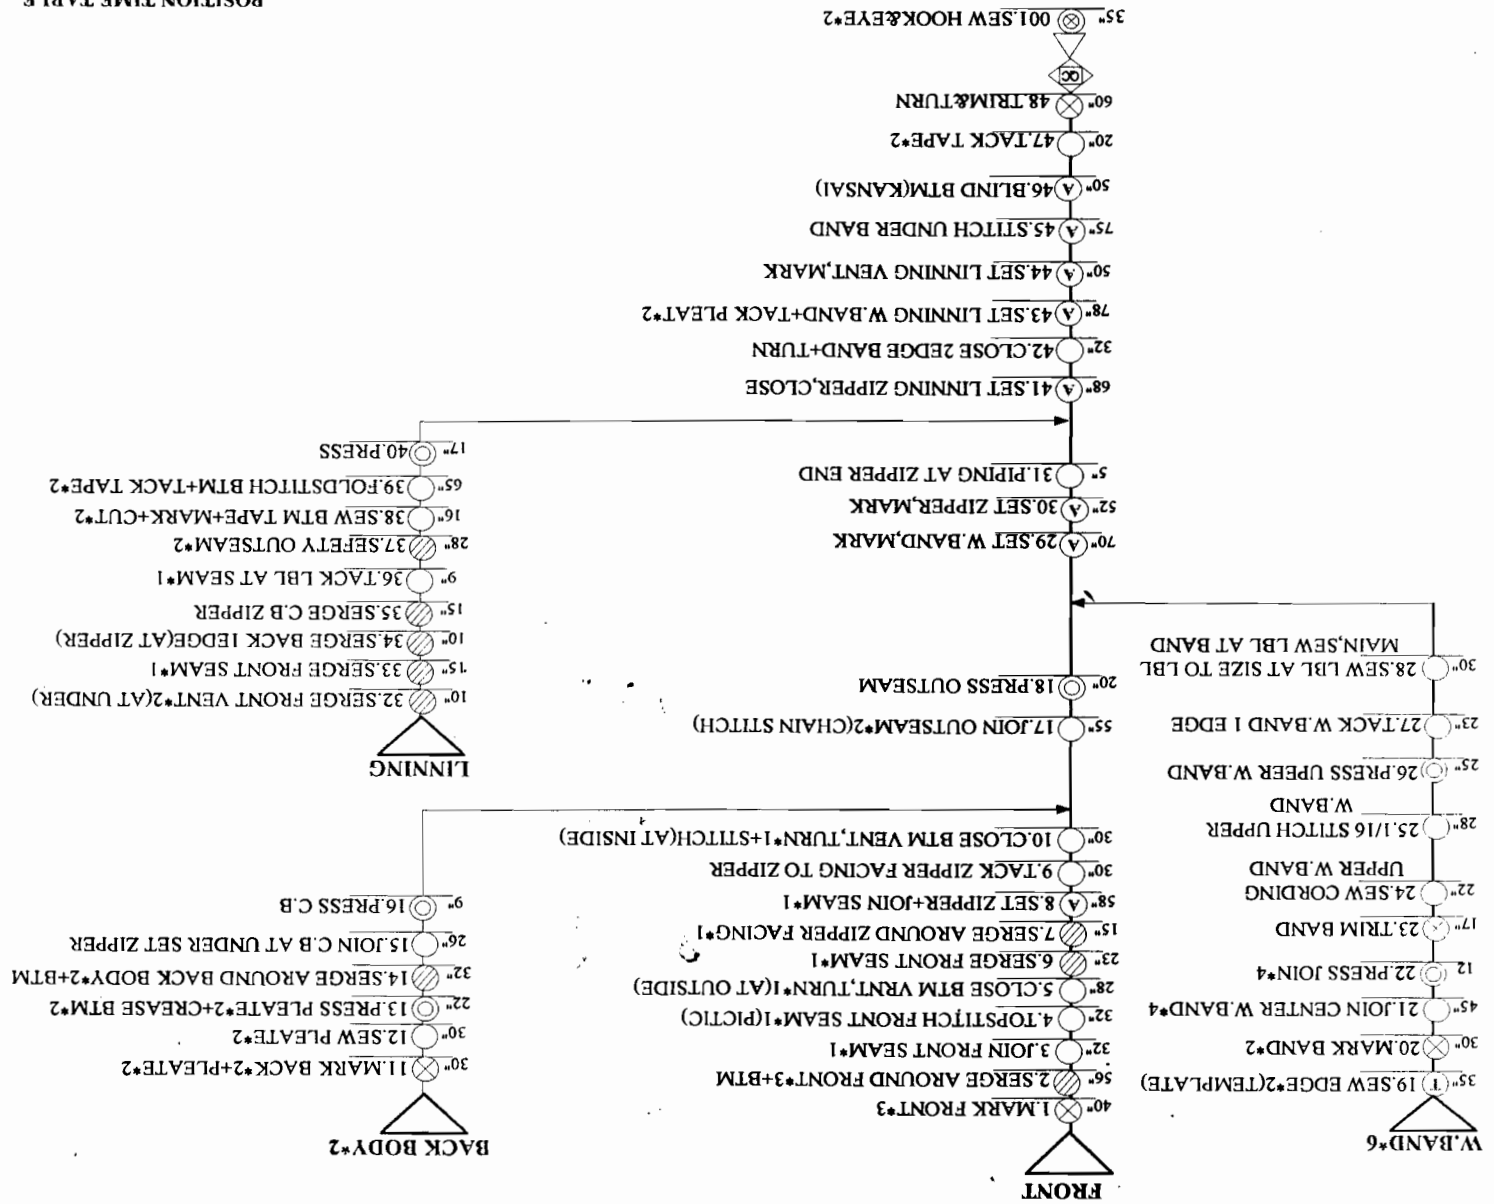 W.BAND*6
35" T 19.SEW EDGE*2(TEMPLATE)
30" 20.MARK BAND*2
45" 21.JOIN CENTER W.BAND*4
12 22.PRESS JOIN*4
17" 23.TRIM BAND
22" 24.SEW CORDING
UPPER W.BAND
28" 25.1/16 STITCH UPPER
W.BAND
25" 26.PRESS UPEER W.BAND
23" 27.TACK W.BAND 1 EDGE
30" 28.SEW LBL AT SIZE TO LBL
MAIN,SEW LBL AT BAND
FRONT
40" 1.MARK FRONT*3
56" 2.SERGE AROUND FRONT*3+BTM
32" 3.JOIN FRONT SEAM*1
32" 4.TOPSTITCH FRONT SEAM*1(PICTIC)
28" 5.CLOSE BTM VRNT,TURN*1(AT OUTSIDE)
23" 6.SERGE FRONT SEAM*1
15" 7.SERGE AROUND ZIPPER FACING*1
58" A 8.SET ZIPPER+JOIN SEAM*1
30" 9.TACK ZIPPER FACING TO ZIPPER
30" 10.CLOSE BTM VENT,TURN*1+STITCH(AT INSIDE)
BACK BODY*2
30" 11.MARK BACK*2+PLEATE*2
30" 12.SEW PLEATE*2
22" 13.PRESS PLEATE*2+CREASE BTM*2
32" 14.SERGE AROUND BACK BODY*2+BTM
26" 15.JOIN C.B AT UNDER SET ZIPPER
9" 16.PRESS C.B
55" 17.JOIN OUTSEAM*2(CHAIN STITCH)
20" 18.PRESS OUTSEAM
70" A 29.SET W.BAND,MARK
52" A 30.SET ZIPPER,MARK
5" 31.PIPING AT ZIPPER END
LINNING
10" 32.SERGE FRONT VENT*2(AT UNDER)
15" 33.SERGE FRONT SEAM*1
10" 34.SERGE BACK 1EDGE(AT ZIPPER)
15" 35.SERGE C.B ZIPPER
9" 36.TACK LBL AT SEAM*1
28" 37.SEFETY OUTSEAM*2
16" 38.SEW BTM TAPE+MARK+CUT*2
65" 39.FOLDSTITCH BTM+TACK TAPE*2
17" 40.PRESS
68" A 41.SET LINNING ZIPPER,CLOSE
32" 42.CLOSE 2EDGE BAND+TURN
78" A 43.SET LINNING W.BAND+TACK PLEAT*2
50" A 44.SET LINNING VENT,MARK
75" A 45.STITCH UNDER BAND
50" A 46.BLIND BTM(KANSAI)
20" 47.TACK TAPE*2
60" 48.TRIM&TURN
QC
35" 001.SEW HOOK&EYE*2
POSITION TIME TABLE